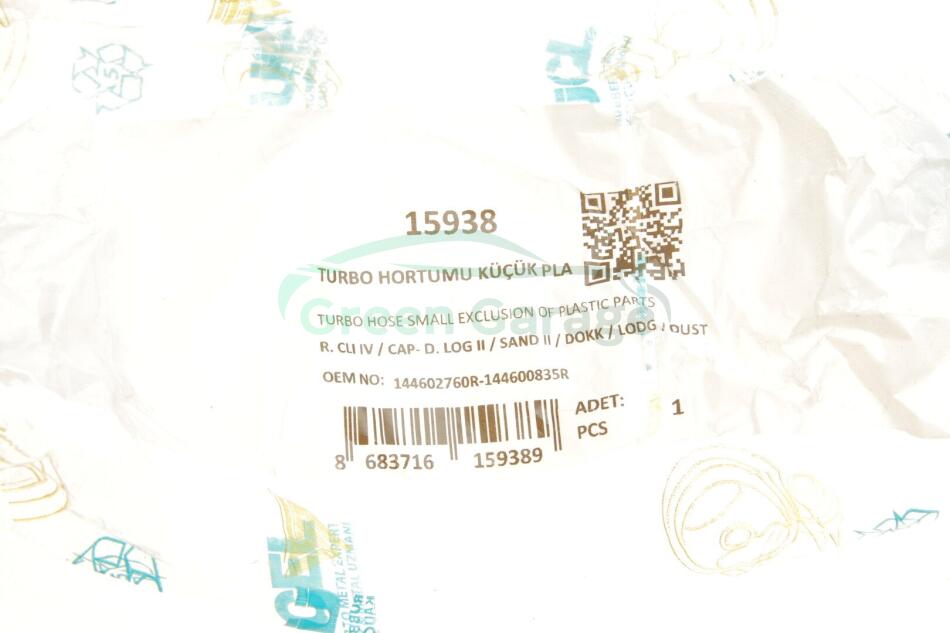 15938
TURBO HORTUMU KÜÇÜK PLA
Green Garage
TURBO HOSE SMALL EXCLUSION OF PLASTIC PARTS
R. CLI IV / CAP- D. LOG II / SAND II / DOKK / LODG / DUST
OEM NO: 144602760R-144600835R
ADET: 1
PCS
8 683716 159389